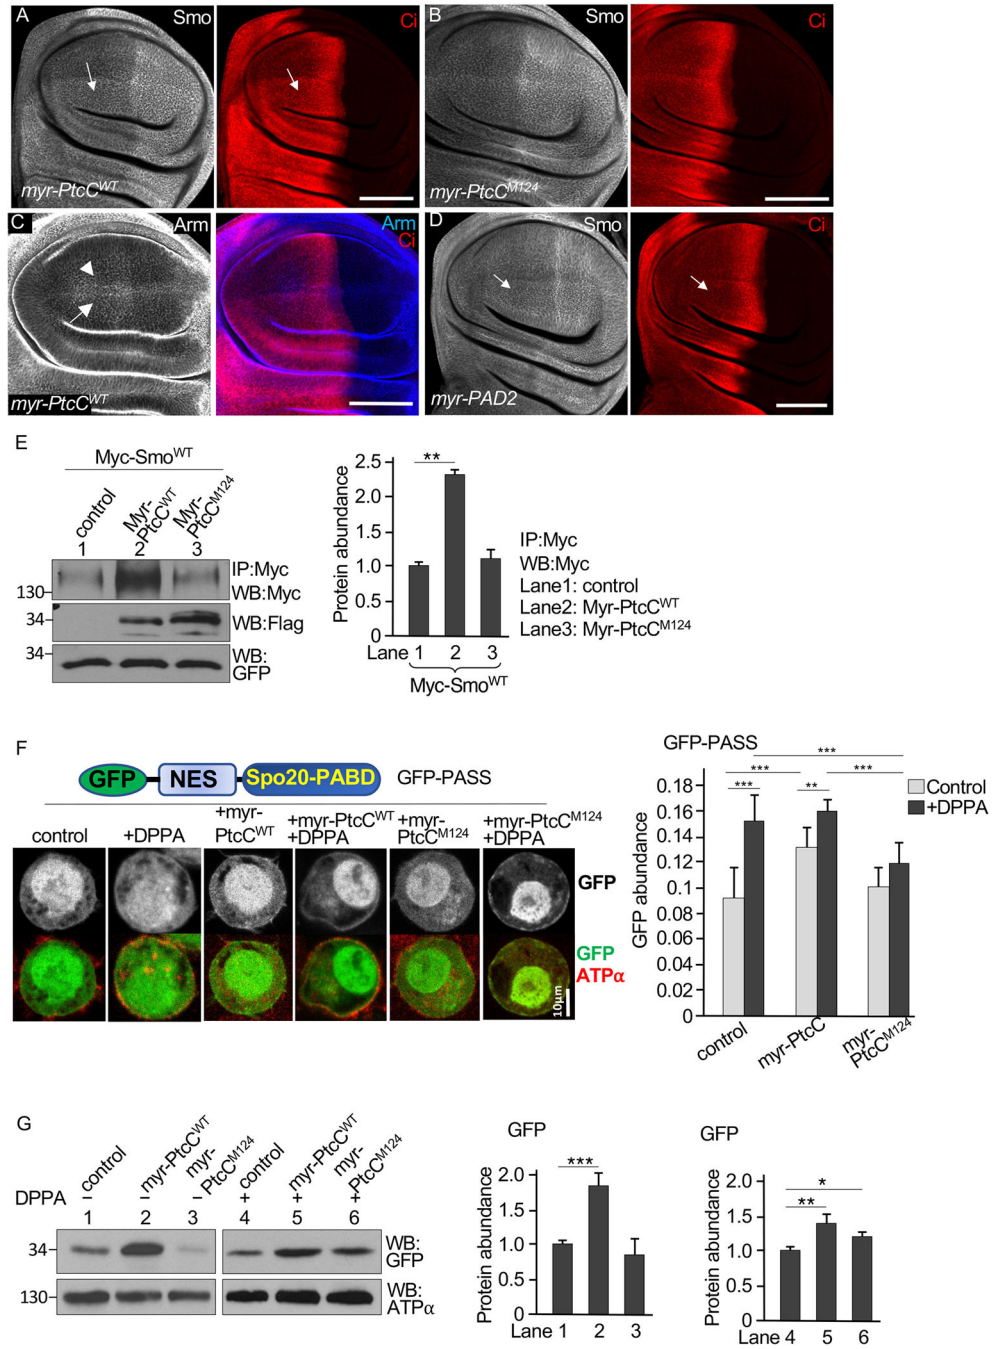 A
Smo
Ci
myr-PtcC^WT
B
Smo
Ci
myr-PtcC^M124
C
Arm
Arm
Ci
myr-PtcC^WT
D
Smo
Ci
myr-PAD2
E
Myc-Smo^WT
control
Myr-PtcC^WT
Myr-PtcC^M124
1 2 3
130
IP:Myc
WB:Myc
34
WB:Flag
34
WB:
GFP
Protein abundance
2.5
2.0
1.5
1.0
0.5
0
**
Lane 1 2 3
Myc-Smo^WT
IP:Myc
WB:Myc
Lane1: control
Lane2: Myr-PtcC^WT
Lane3: Myr-PtcC^M124
F
GFP NES Spo20-PABD GFP-PASS
control
+DPPA
+myr-PtcC^WT
+myr-PtcC^WT
+DPPA
+myr-PtcC^M124
+myr-PtcC^M124
+DPPA
GFP
GFP
ATPα
10μm
GFP-PASS
GFP abundance
0.18
0.16
0.14
0.12
0.1
0.08
0.06
0.04
0.02
0
***
***
***
***
**
Control
+DPPA
control
myr-PtcC
myr-PtcC^M124
G
control
myr-PtcC^WT
myr-PtcC^M124
control
myr-PtcC^WT
myr-PtcC^M124
DPPA − − − + + +
1 2 3 4 5 6
34
WB:
GFP
130
WB:
ATPα
GFP
Protein abundance
2.0
1.5
1.0
0.5
0
***
Lane 1 2 3
GFP
Protein abundance
2.0
1.5
1.0
0.5
0
*
**
Lane 4 5 6